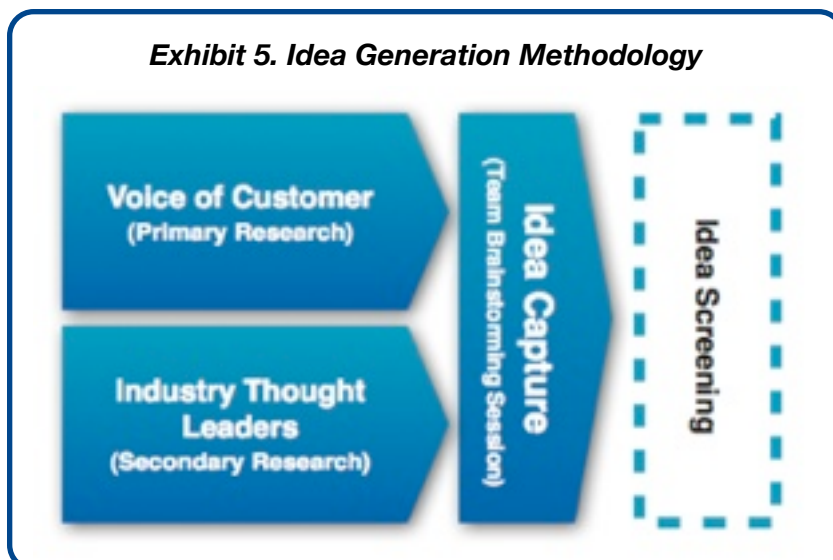 Exhibit 5. Idea Generation Methodology
Voice of Customer
(Primary Research)
Industry Thought
Leaders
(Secondary Research)
Idea Capture
(Team Brainstorming Session)
Idea Screening